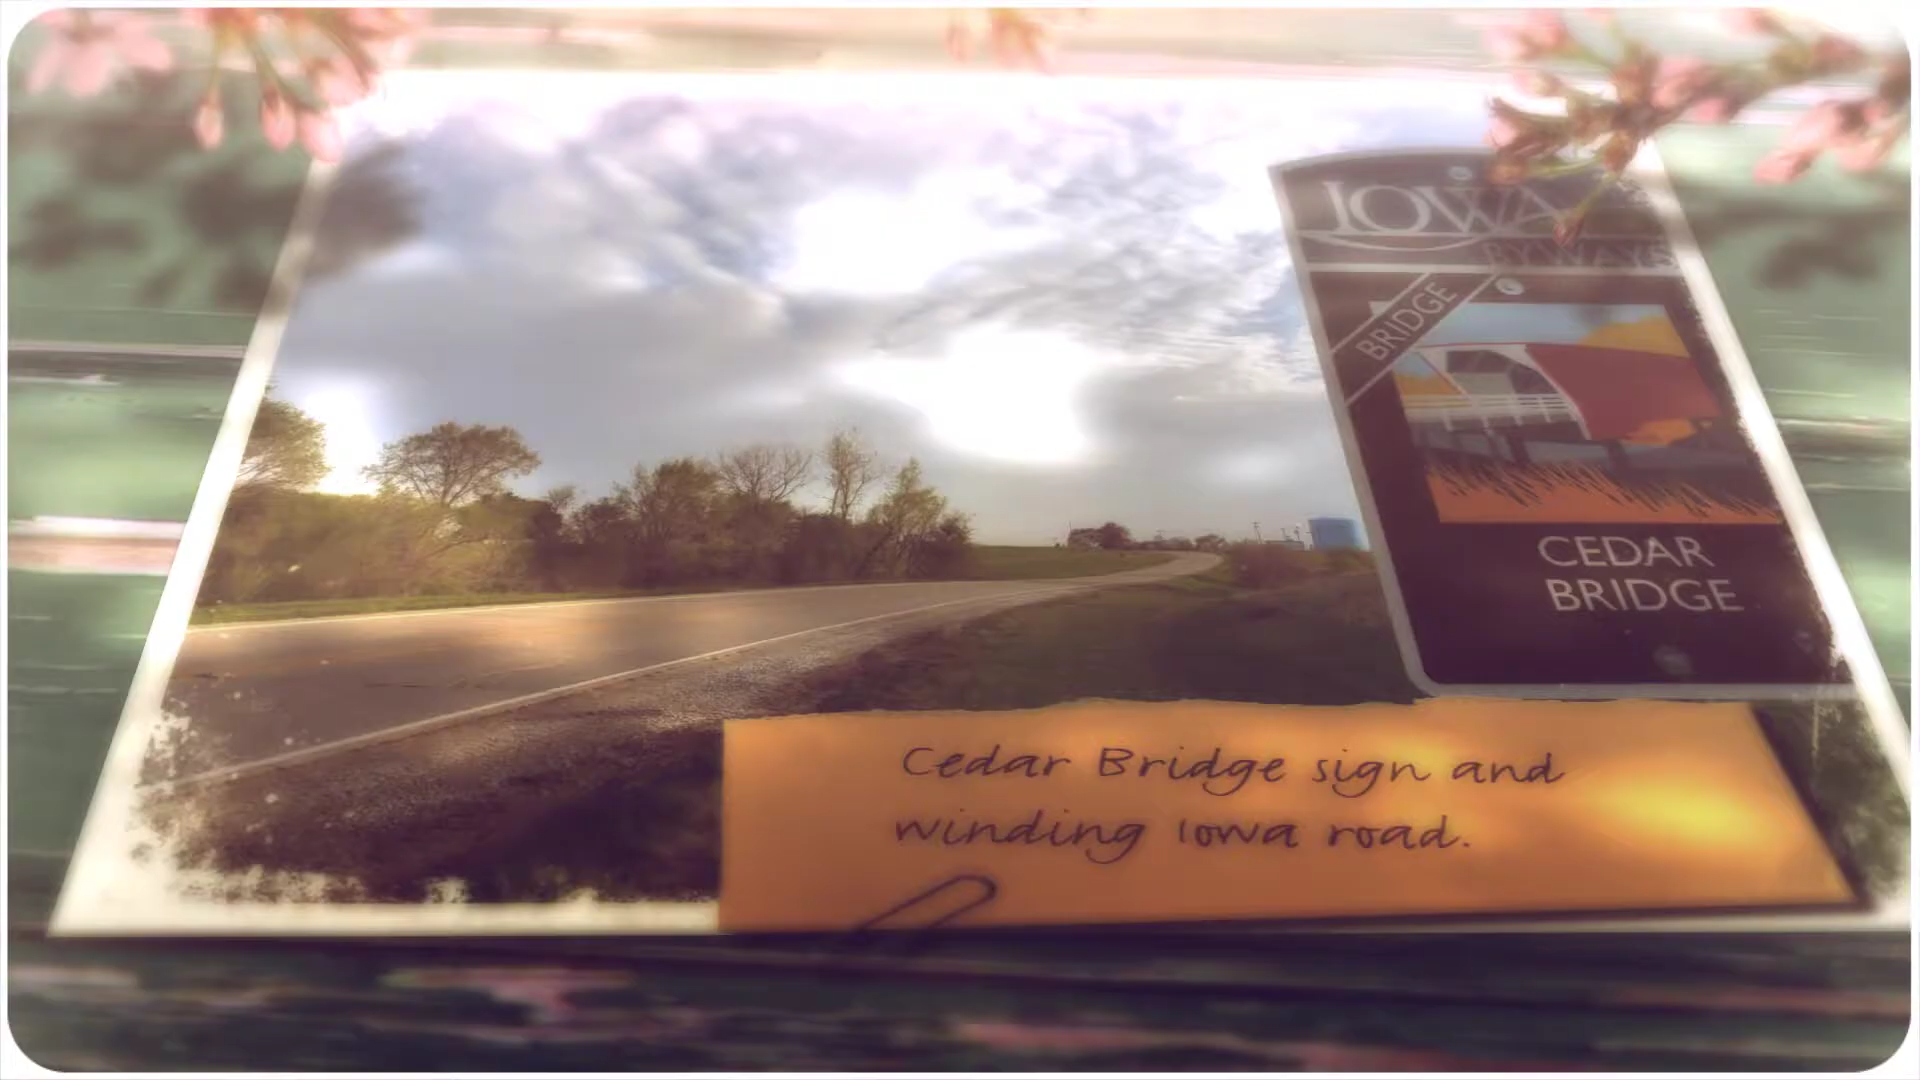 IOWA
BYWAYS
BRIDGE
CEDAR
BRIDGE
Cedar Bridge sign and
winding Iowa road.